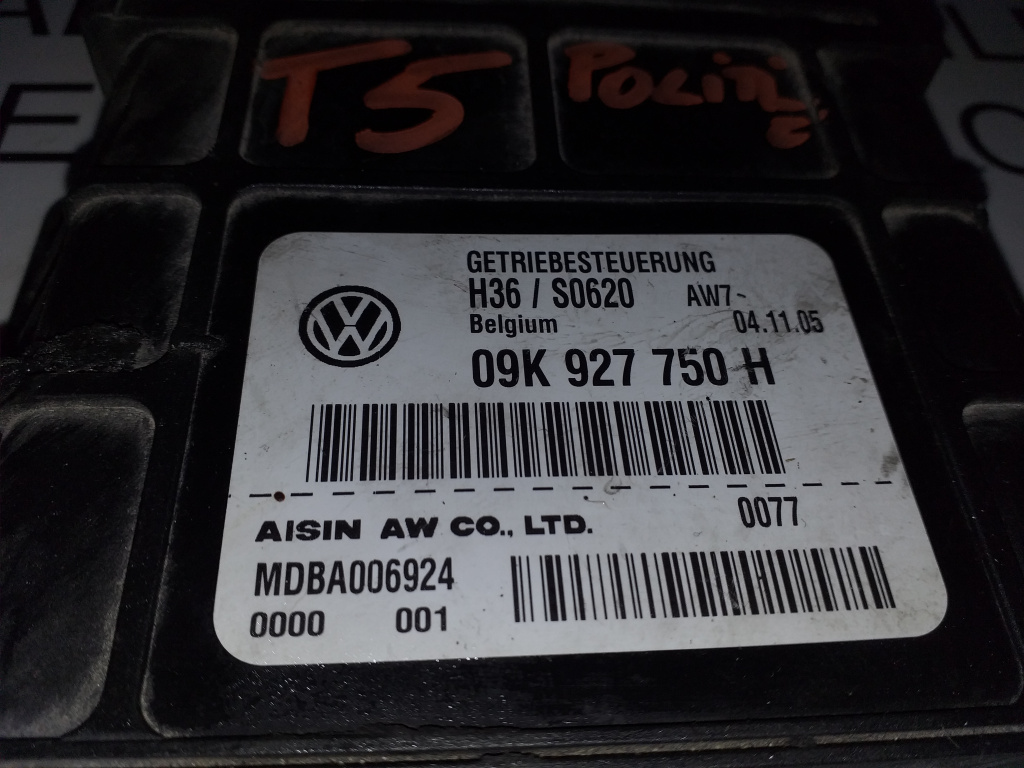 T5
GETRIEBESTEUERUNG
H36 / S0620 AW7-
Belgium 04.11.05
09K 927 750 H
0077
AISIN AW CO., LTD.
MDBA006924
0000 001